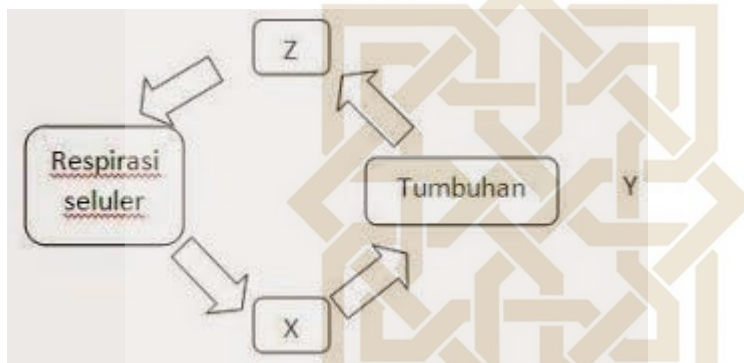 Z
Respirasi
seluler
Tumbuhan
Y
X